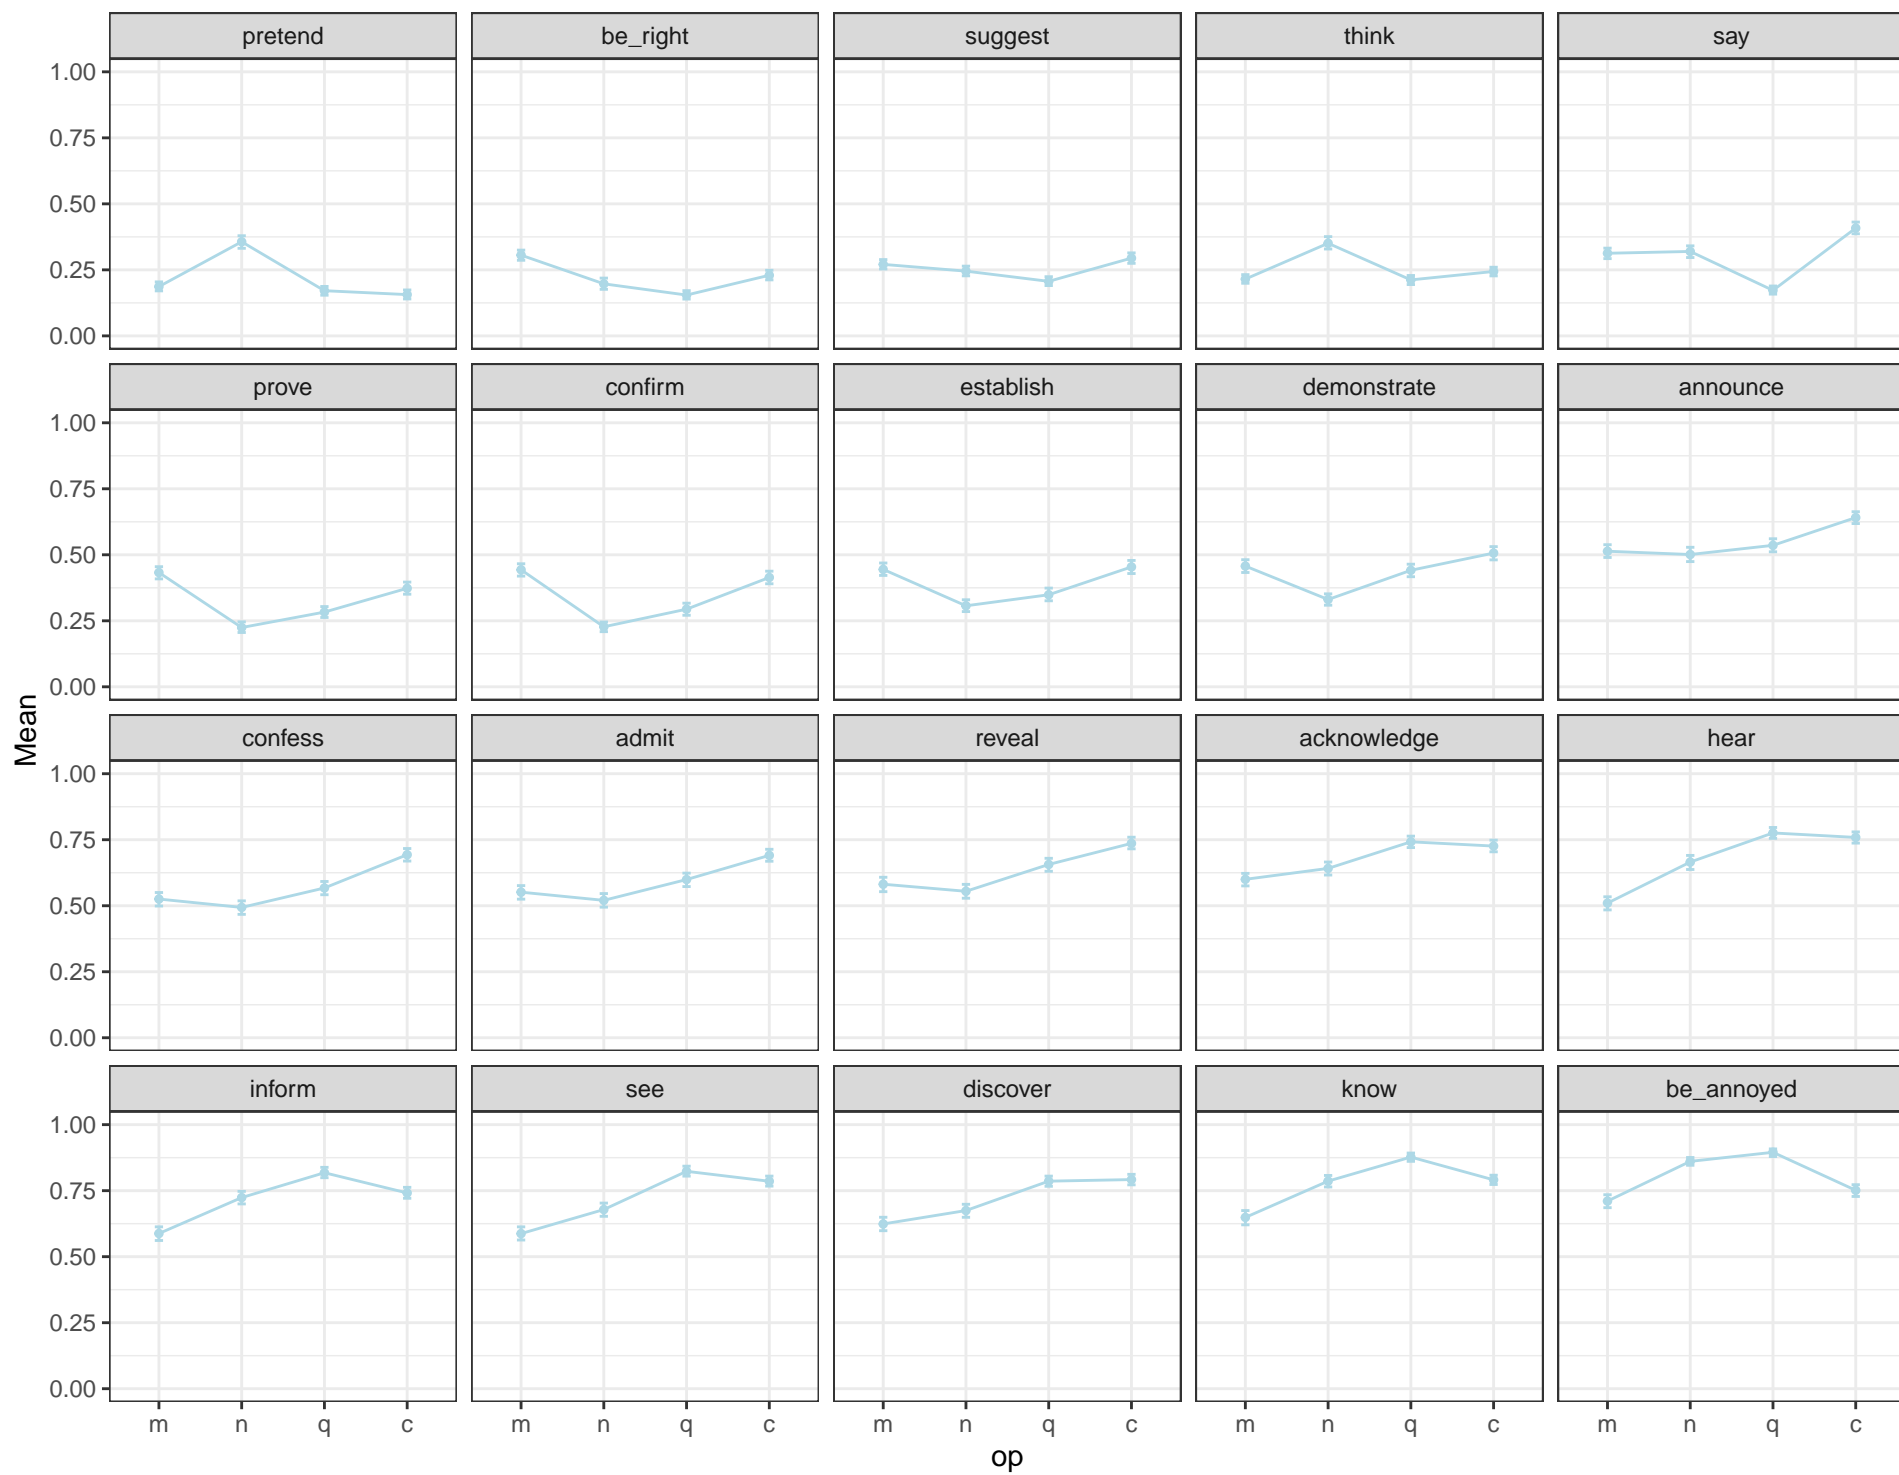 pretend be_right suggest think say
1.00
0.75
0.50
0.25
0.00
prove confirm establish demonstrate announce
1.00
0.75
0.50
0.25
0.00
Mean
confess admit reveal acknowledge hear
1.00
0.75
0.50
0.25
0.00
inform see discover know be_annoyed
1.00
0.75
0.50
0.25
0.00
m n q c m n q c m n q c m n q c m n q c
op